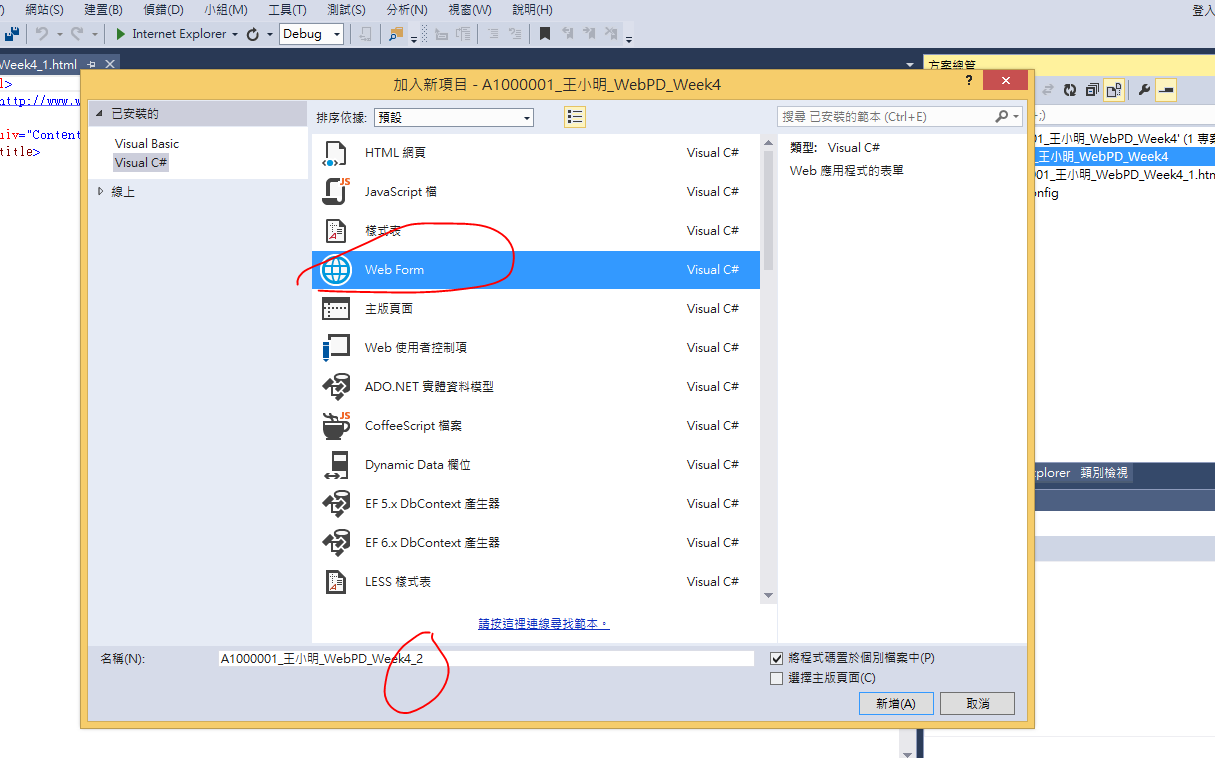 網站(S) 建置(B) 偵錯(D) 小組(M) 工具(T) 測試(S) 分析(N) 視窗(W) 說明(H) 登入
Internet Explorer Debug
Week4_1.html 方案總管
加入新項目 - A1000001_王小明_WebPD_Week4
已安裝的
Visual Basic
Visual C#
線上
排序依據: 預設
搜尋 已安裝的範本 (Ctrl+E)
HTML 網頁 Visual C#
JavaScript 檔 Visual C#
樣式表 Visual C#
Web Form Visual C#
主版頁面 Visual C#
Web 使用者控制項 Visual C#
ADO.NET 實體資料模型 Visual C#
CoffeeScript 檔案 Visual C#
Dynamic Data 欄位 Visual C#
EF 5.x DbContext 產生器 Visual C#
EF 6.x DbContext 產生器 Visual C#
LESS 樣式表 Visual C#
請按這裡連線尋找範本。
類型: Visual C#
Web 應用程式的表單
名稱(N): A1000001_王小明_WebPD_Week4_2
將程式碼置於個別檔案中(P)
選擇主版頁面(C)
新增(A) 取消
l>
http://www.w
uiv="Content
title>
;)
01_王小明_WebPD_Week4' (1 專案
_王小明_WebPD_Week4
01_王小明_WebPD_Week4_1.htm
onfig
xplorer 類別檢視